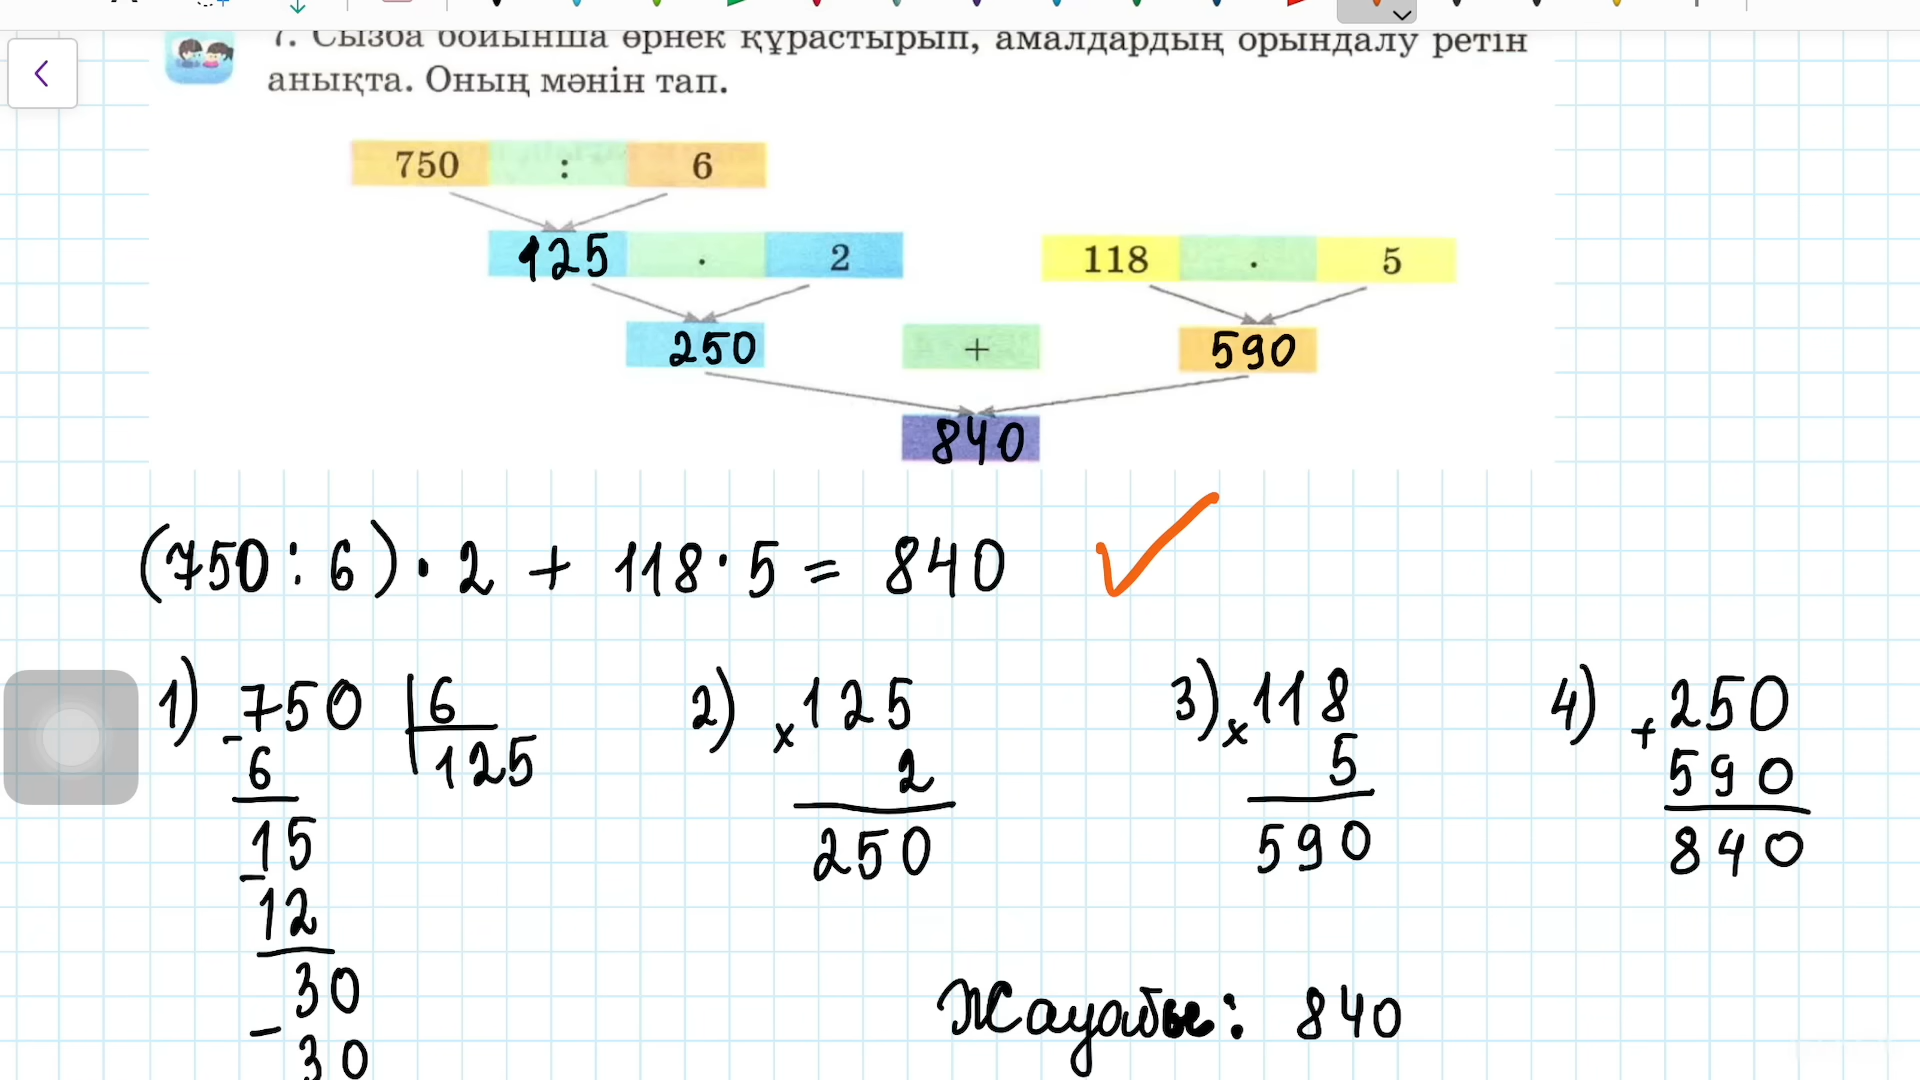 7. Сызба бойынша өрнек құрастырып, амалдардың орындалу ретін
анықта. Оның мәнін тап.
750 : 6
125 · 2 118 · 5
250 + 590
840
(750 : 6) · 2 + 118 · 5 = 840
1) 750 6
- 6 125
15
- 12
30
- 30
2) 125
× 2
250
3) 118
× 5
590
4) 250
+ 590
840
Жауабы: 840